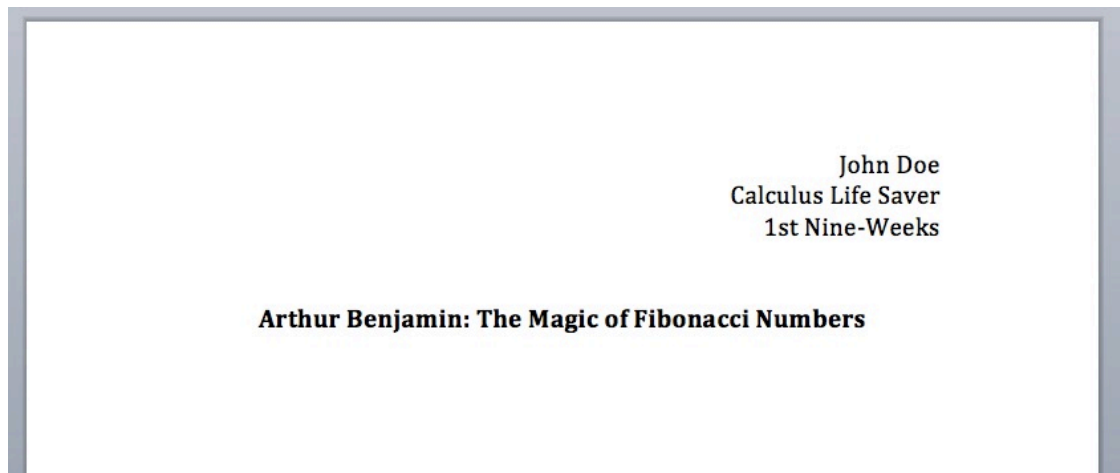 John Doe
Calculus Life Saver
1st Nine-Weeks
Arthur Benjamin: The Magic of Fibonacci Numbers